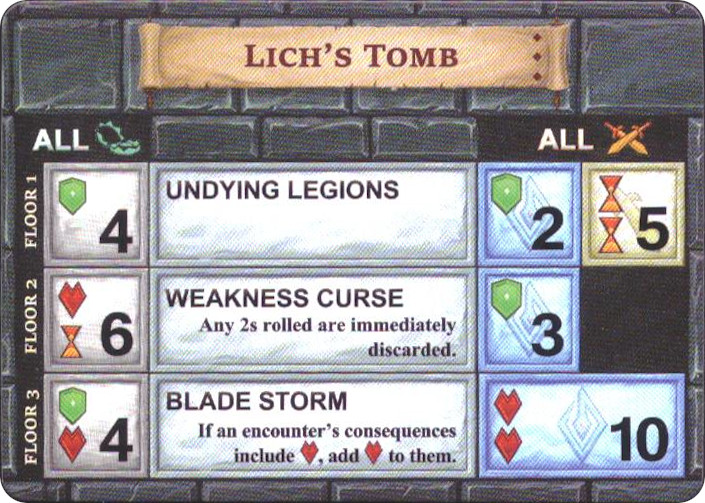 LICH'S TOMB
ALL ALL
FLOOR 1
4 UNDYING LEGIONS 2 5
FLOOR 2
6 WEAKNESS CURSE 3
Any 2s rolled are immediately
discarded.
FLOOR 3
4 BLADE STORM 10
If an encounter's consequences
include , add to them.